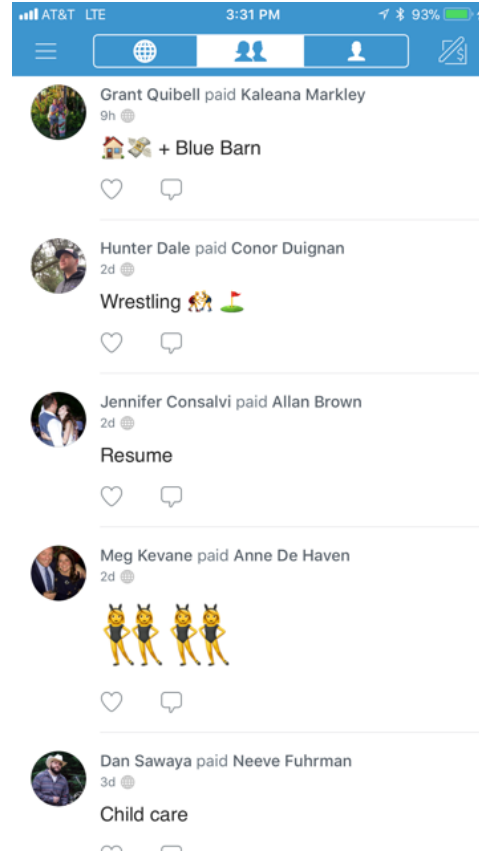 AT&T LTE 3:31 PM 93%
Grant Quibell paid Kaleana Markley
9h
🏠💸 + Blue Barn
Hunter Dale paid Conor Duignan
2d
Wrestling 🤼 ⛳
Jennifer Consalvi paid Allan Brown
2d
Resume
Meg Kevane paid Anne De Haven
2d
👯👯
Dan Sawaya paid Neeve Fuhrman
3d
Child care